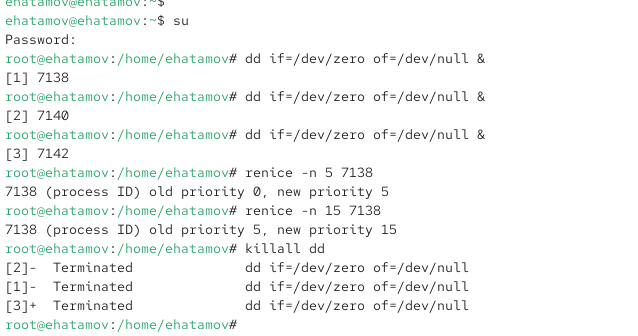 ehatamov@ehatamov:~$
ehatamov@ehatamov:~$ su
Password:
root@ehatamov:/home/ehatamov# dd if=/dev/zero of=/dev/null &
[1] 7138
root@ehatamov:/home/ehatamov# dd if=/dev/zero of=/dev/null &
[2] 7140
root@ehatamov:/home/ehatamov# dd if=/dev/zero of=/dev/null &
[3] 7142
root@ehatamov:/home/ehatamov# renice -n 5 7138
7138 (process ID) old priority 0, new priority 5
root@ehatamov:/home/ehatamov# renice -n 15 7138
7138 (process ID) old priority 5, new priority 15
root@ehatamov:/home/ehatamov# killall dd
[2]-  Terminated              dd if=/dev/zero of=/dev/null
[1]-  Terminated              dd if=/dev/zero of=/dev/null
[3]+  Terminated              dd if=/dev/zero of=/dev/null
root@ehatamov:/home/ehatamov#